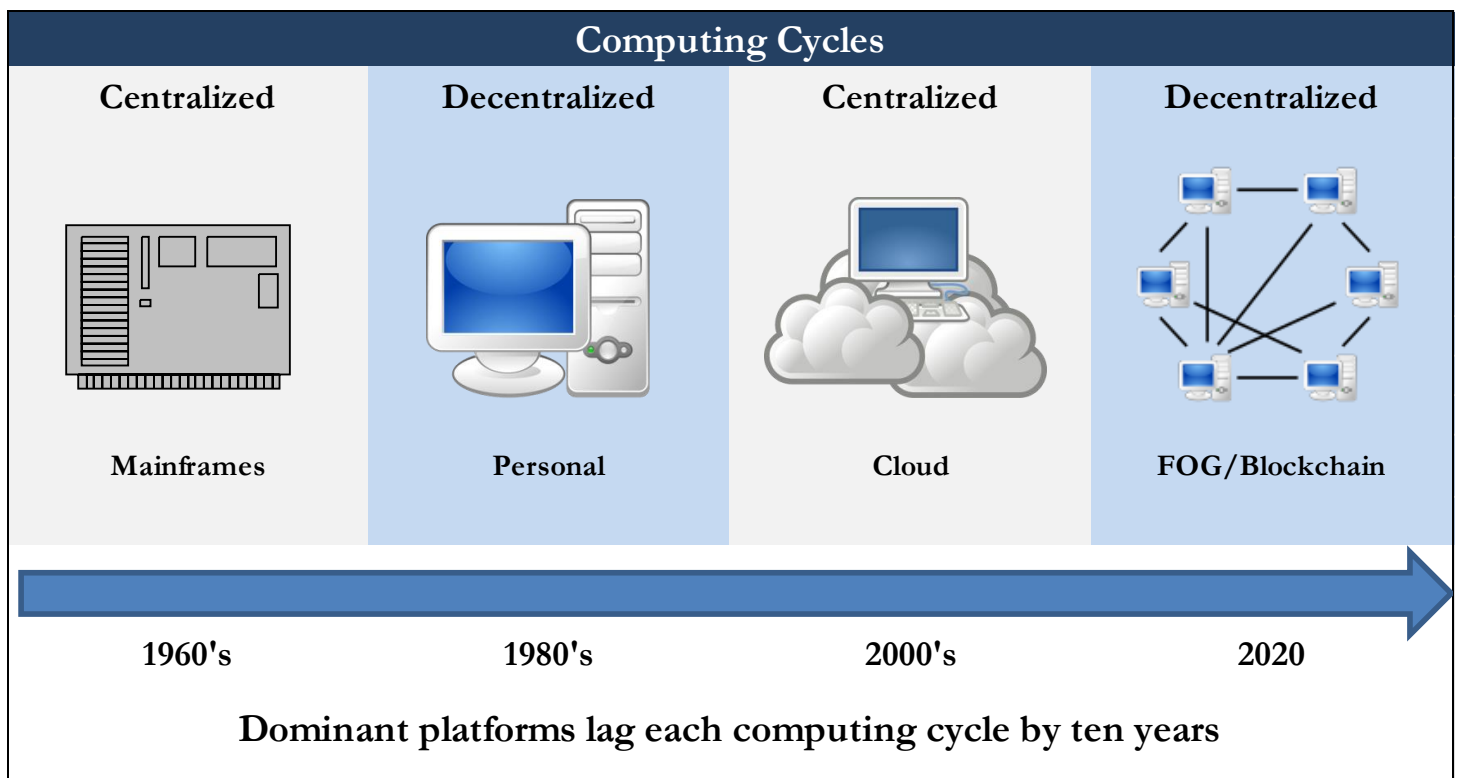 Computing Cycles
Centralized
Decentralized
Centralized
Decentralized
Mainframes
Personal
Cloud
FOG/Blockchain
1960's
1980's
2000's
2020
Dominant platforms lag each computing cycle by ten years